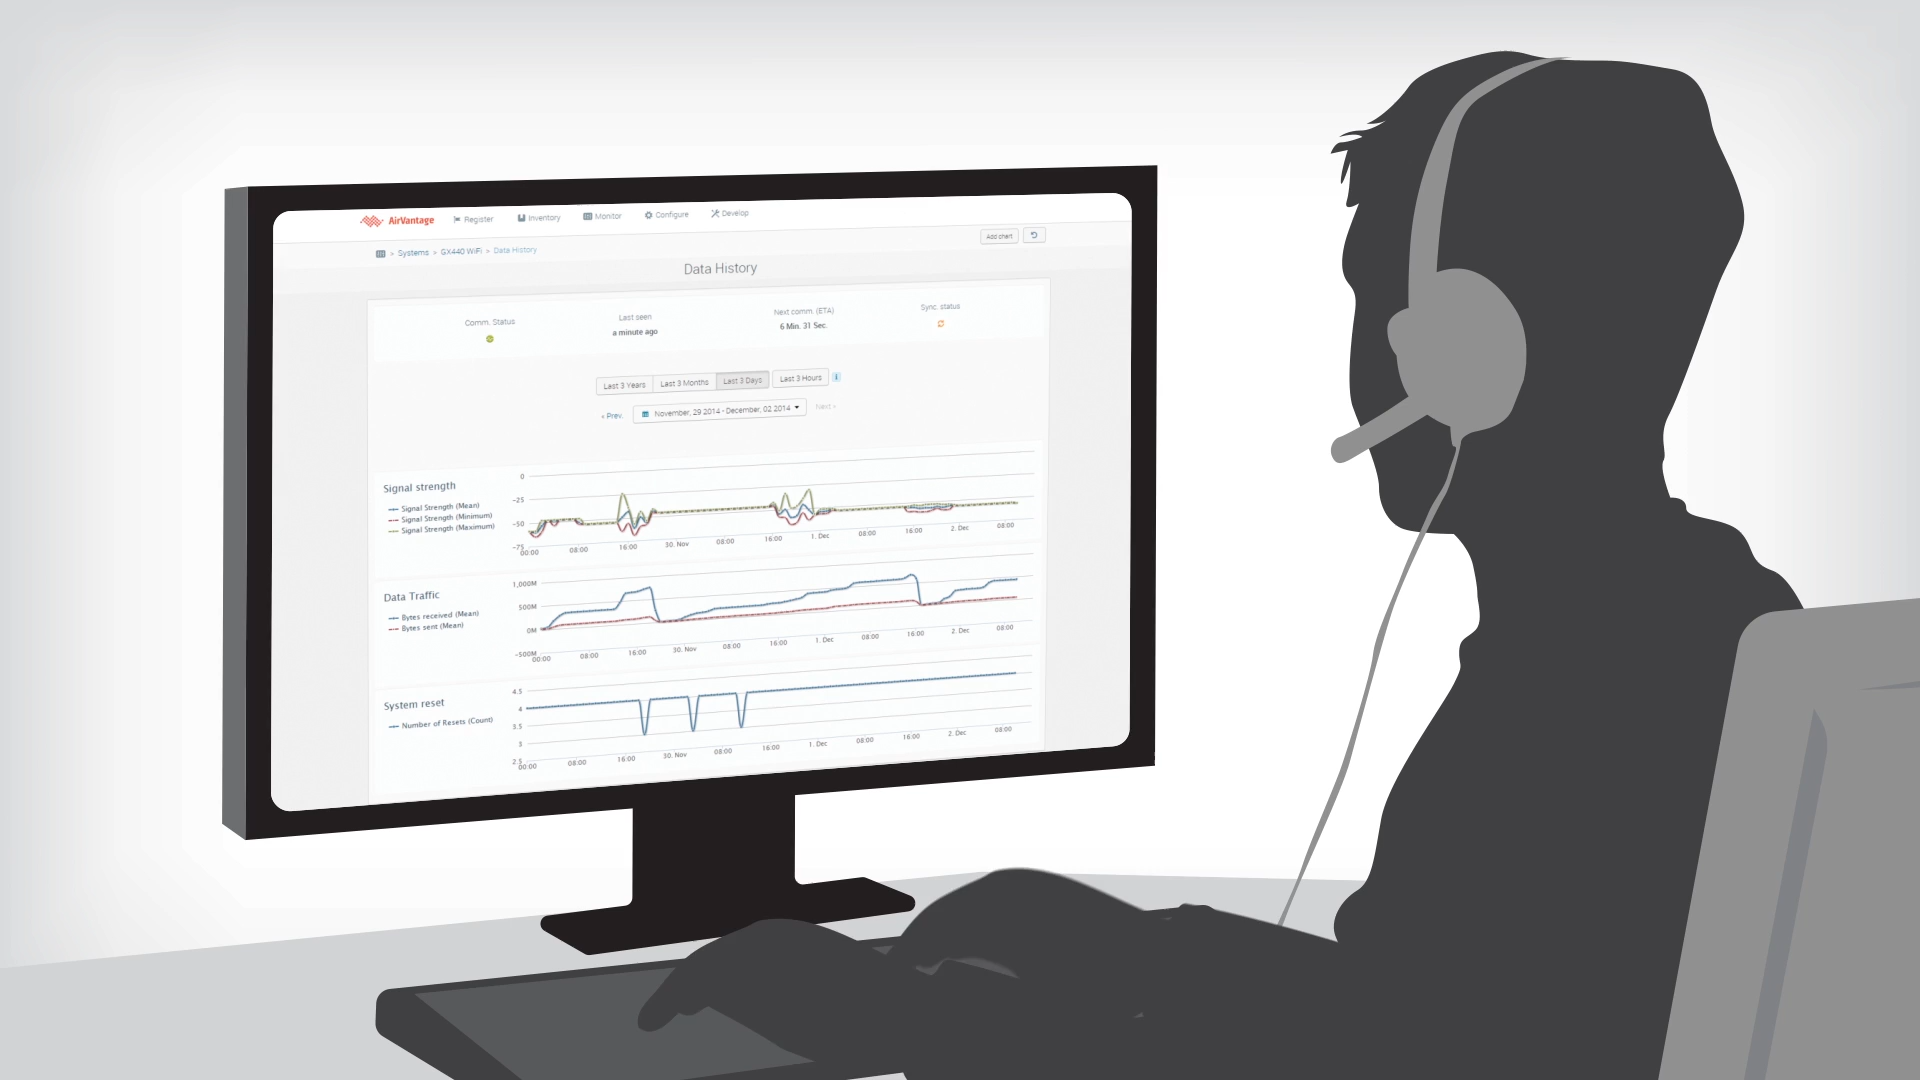 AirVantage Register Inventory Monitor Configure Develop
> Systems > GX440 WiFi > Data History
Add chart
Data History
Comm. Status Last seen Next comm. (ETA) Sync. status
a minute ago 6 Min. 31 Sec.
Last 3 Years Last 3 Months Last 3 Days Last 3 Hours i
‹ Prev. November, 29 2014 - December, 02 2014 Next ›
Signal strength
Signal Strength (Mean)
Signal Strength (Minimum)
Signal Strength (Maximum)
0
-25
-50
-75
00:00 08:00 16:00 30. Nov 08:00 16:00 1. Dec 08:00 16:00 2. Dec 08:00
Data Traffic
Bytes received (Mean)
Bytes sent (Mean)
1,000M
500M
0M
-500M
00:00 08:00 16:00 30. Nov 08:00 16:00 1. Dec 08:00 16:00 2. Dec 08:00
System reset
Number of Resets (Count)
4.5
4
3.5
3
2.5
00:00 08:00 16:00 30. Nov 08:00 16:00 1. Dec 08:00 16:00 2. Dec 08:00